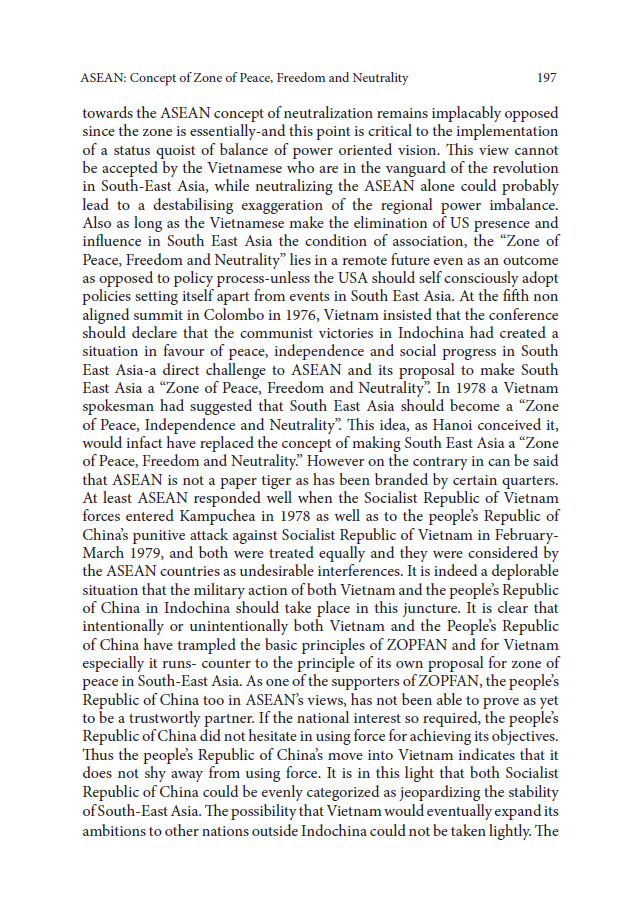 ASEAN: Concept of Zone of Peace, Freedom and Neutrality 197
towards the ASEAN concept of neutralization remains implacably opposed
since the zone is essentially-and this point is critical to the implementation
of a status quoist of balance of power oriented vision. This view cannot
be accepted by the Vietnamese who are in the vanguard of the revolution
in South-East Asia, while neutralizing the ASEAN alone could probably
lead to a destabilising exaggeration of the regional power imbalance.
Also as long as the Vietnamese make the elimination of US presence and
influence in South East Asia the condition of association, the “Zone of
Peace, Freedom and Neutrality” lies in a remote future even as an outcome
as opposed to policy process-unless the USA should self consciously adopt
policies setting itself apart from events in South East Asia. At the fifth non
aligned summit in Colombo in 1976, Vietnam insisted that the conference
should declare that the communist victories in Indochina had created a
situation in favour of peace, independence and social progress in South
East Asia-a direct challenge to ASEAN and its proposal to make South
East Asia a “Zone of Peace, Freedom and Neutrality”. In 1978 a Vietnam
spokesman had suggested that South East Asia should become a “Zone
of Peace, Independence and Neutrality”. This idea, as Hanoi conceived it,
would infact have replaced the concept of making South East Asia a “Zone
of Peace, Freedom and Neutrality.” However on the contrary in can be said
that ASEAN is not a paper tiger as has been branded by certain quarters.
At least ASEAN responded well when the Socialist Republic of Vietnam
forces entered Kampuchea in 1978 as well as to the people’s Republic of
China’s punitive attack against Socialist Republic of Vietnam in February-
March 1979, and both were treated equally and they were considered by
the ASEAN countries as undesirable interferences. It is indeed a deplorable
situation that the military action of both Vietnam and the people’s Republic
of China in Indochina should take place in this juncture. It is clear that
intentionally or unintentionally both Vietnam and the People’s Republic
of China have trampled the basic principles of ZOPFAN and for Vietnam
especially it runs- counter to the principle of its own proposal for zone of
peace in South-East Asia. As one of the supporters of ZOPFAN, the people’s
Republic of China too in ASEAN’s views, has not been able to prove as yet
to be a trustwortly partner. If the national interest so required, the people’s
Republic of China did not hesitate in using force for achieving its objectives.
Thus the people’s Republic of China’s move into Vietnam indicates that it
does not shy away from using force. It is in this light that both Socialist
Republic of China could be evenly categorized as jeopardizing the stability
of South-East Asia. The possibility that Vietnam would eventually expand its
ambitions to other nations outside Indochina could not be taken lightly. The